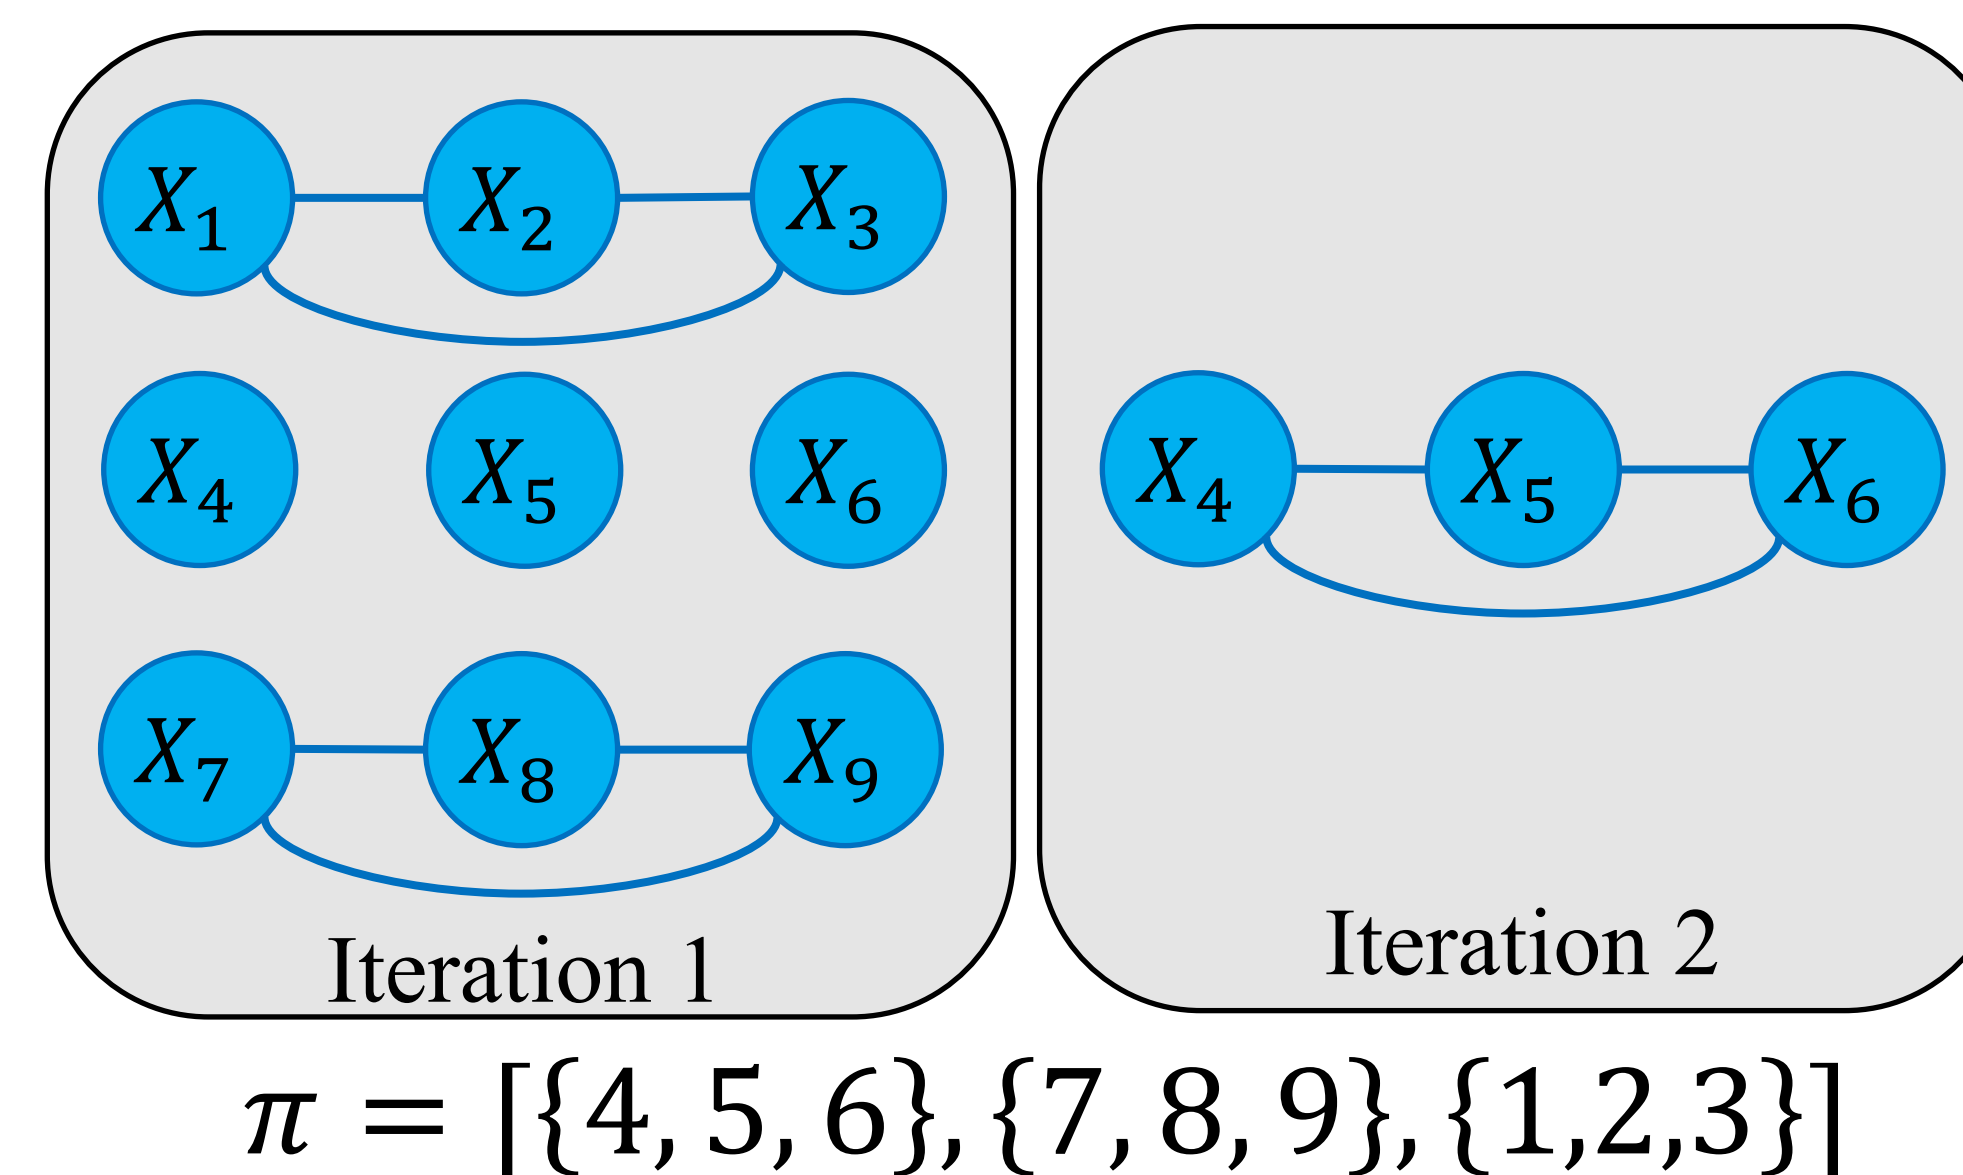 X₁ X₂ X₃
X₄ X₅ X₆
X₇ X₈ X₉
Iteration 1
X₄ X₅ X₆
Iteration 2
π = [{4, 5, 6}, {7, 8, 9}, {1,2,3}]